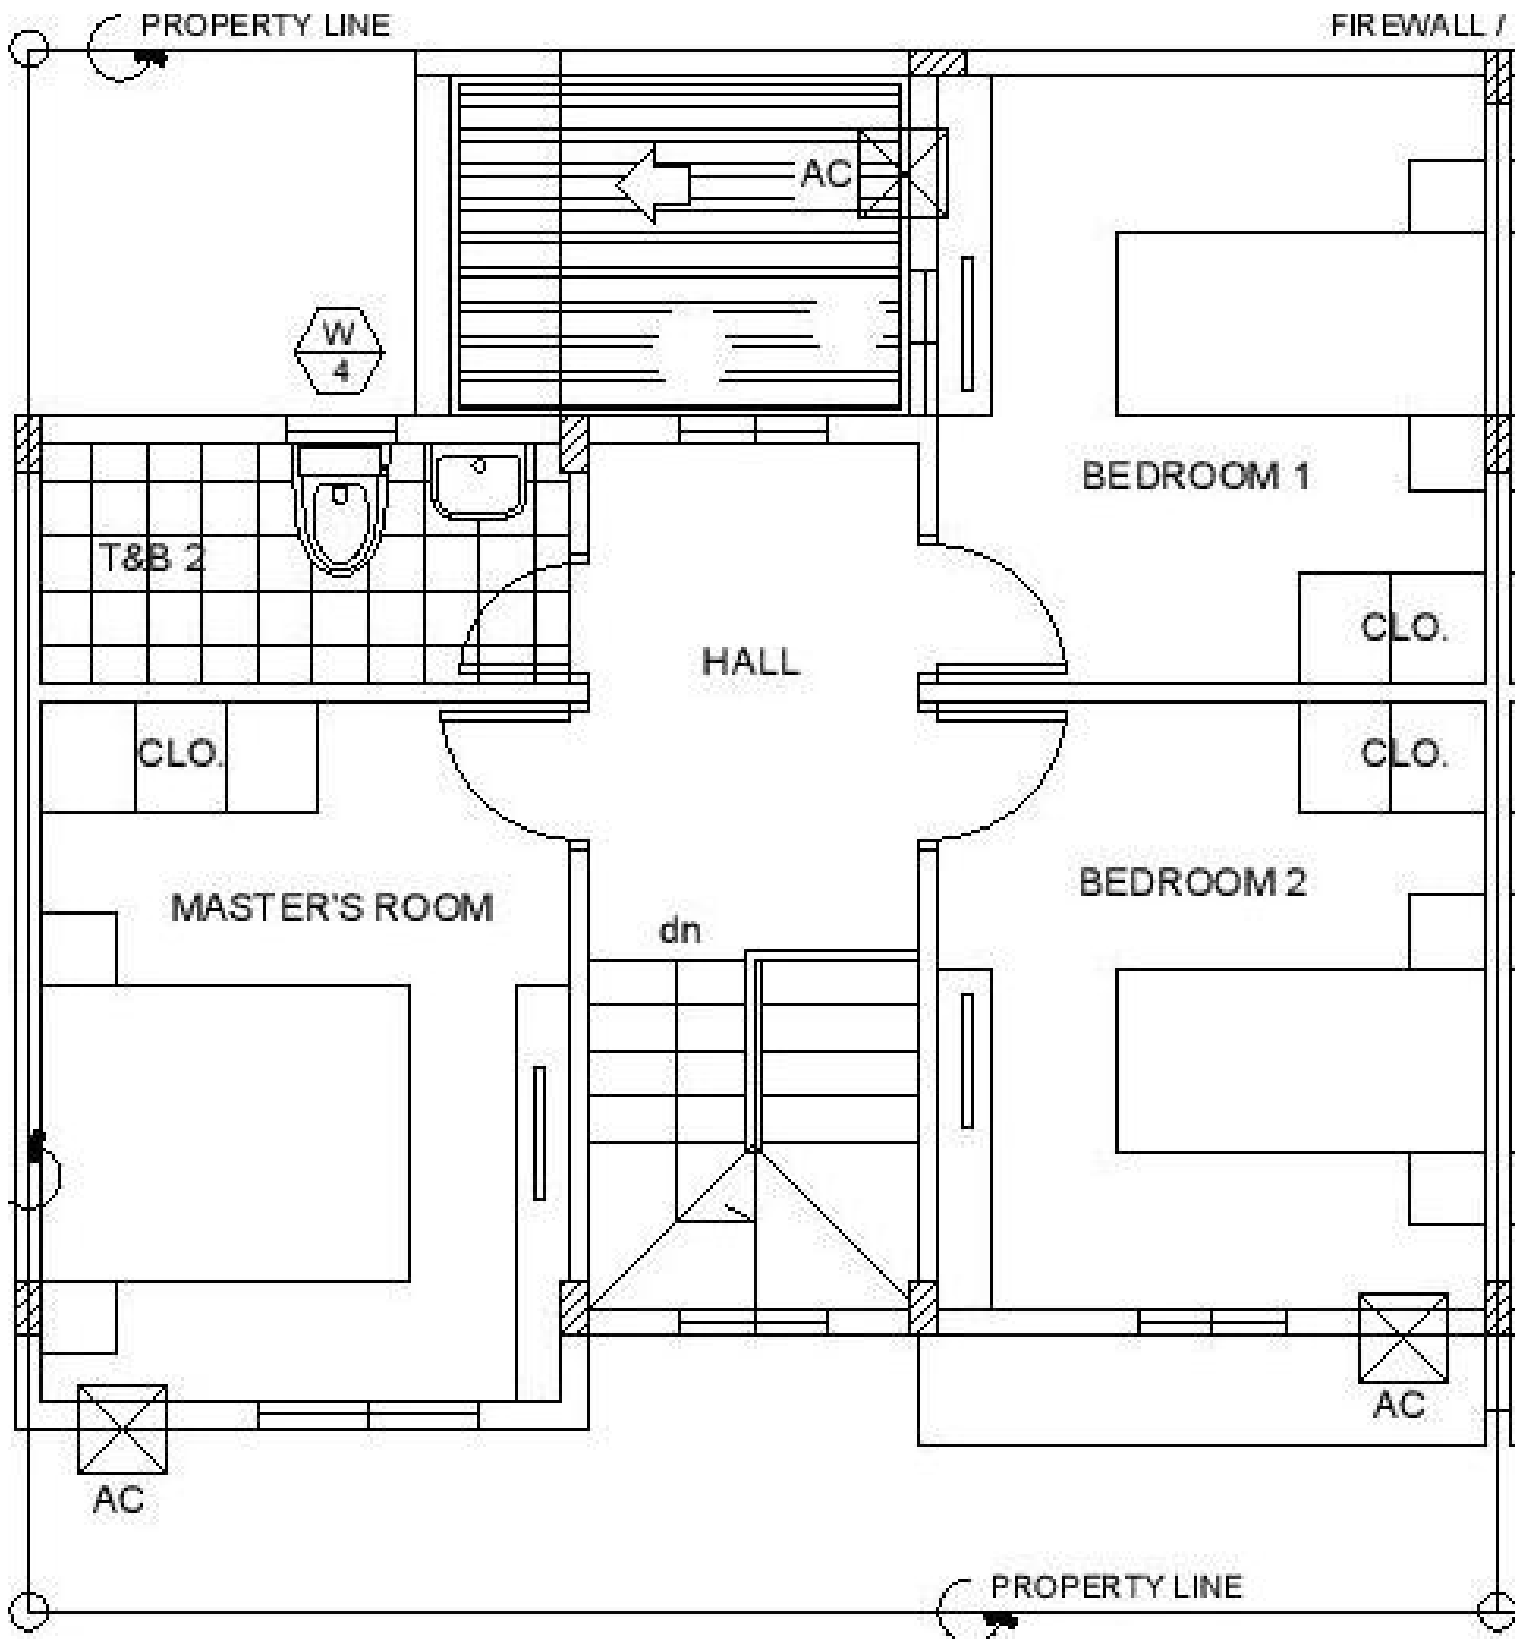 PROPERTY LINE
FIREWALL /
AC
W
4
BEDROOM 1
T&B 2
CLO.
HALL
CLO.
CLO.
BEDROOM 2
MASTER'S ROOM
dn
AC
AC
PROPERTY LINE